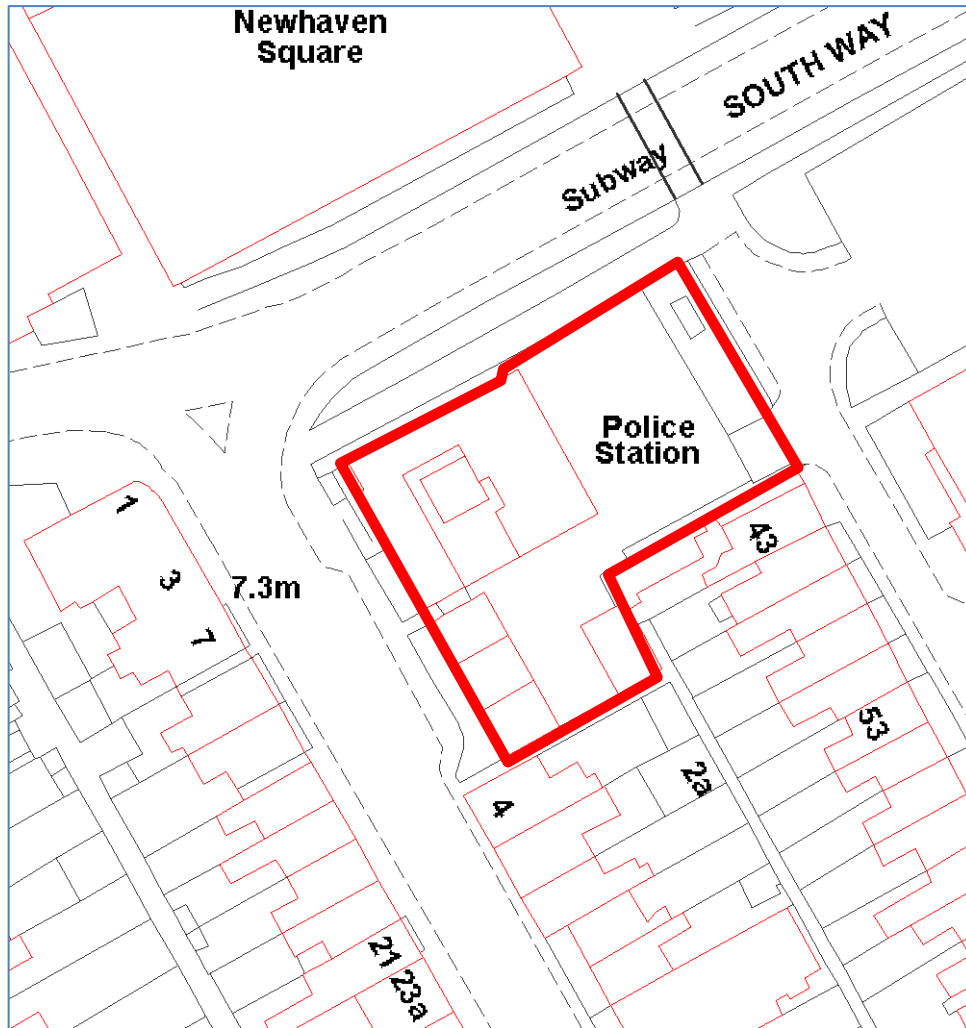 Newhaven
Square
SOUTH WAY
Subway
Police
Station
1
3
7.3m
7
43
53
2a
4
21
23a